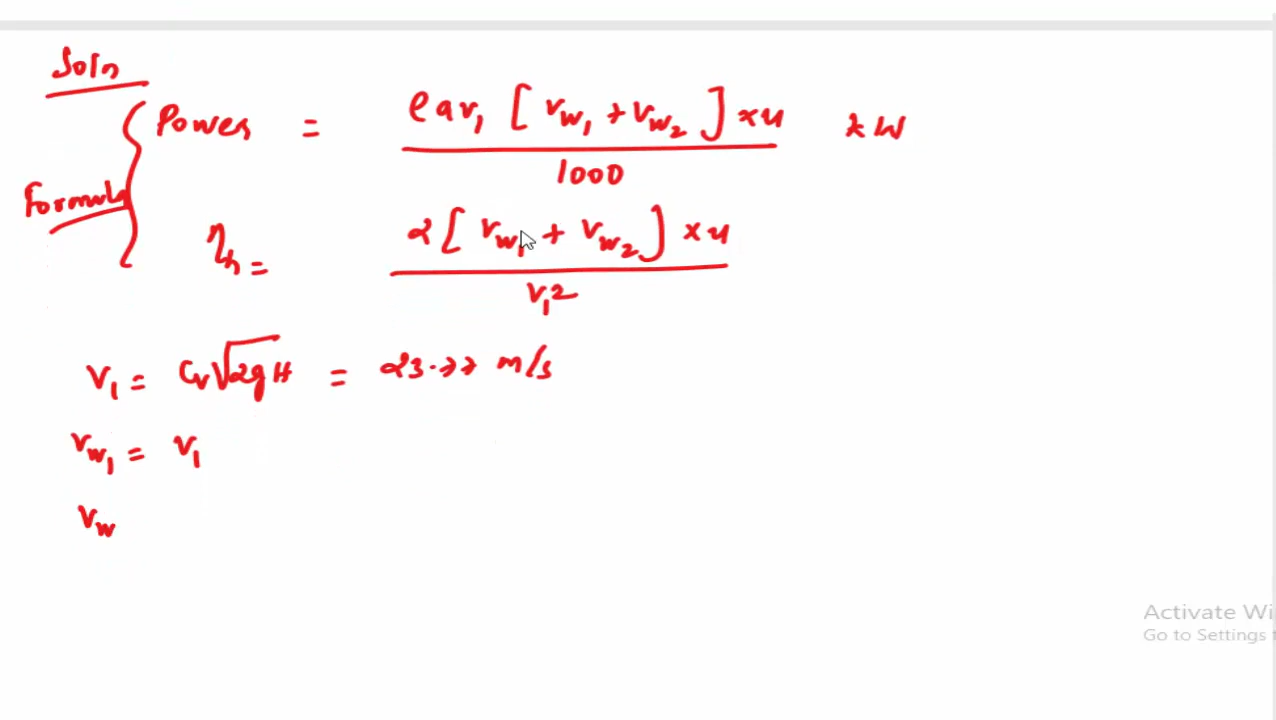 Soln
Power = ρav₁ [ Vw₁ + Vw₂ ] × u kW
1000
Formula
ηh = 2 [ Vw₁ + Vw₂ ] × u
V₁²
V₁ = Cv√2gH = 23.77 m/s
Vw₁ = V₁
Vw
Activate Wi
Go to Settings